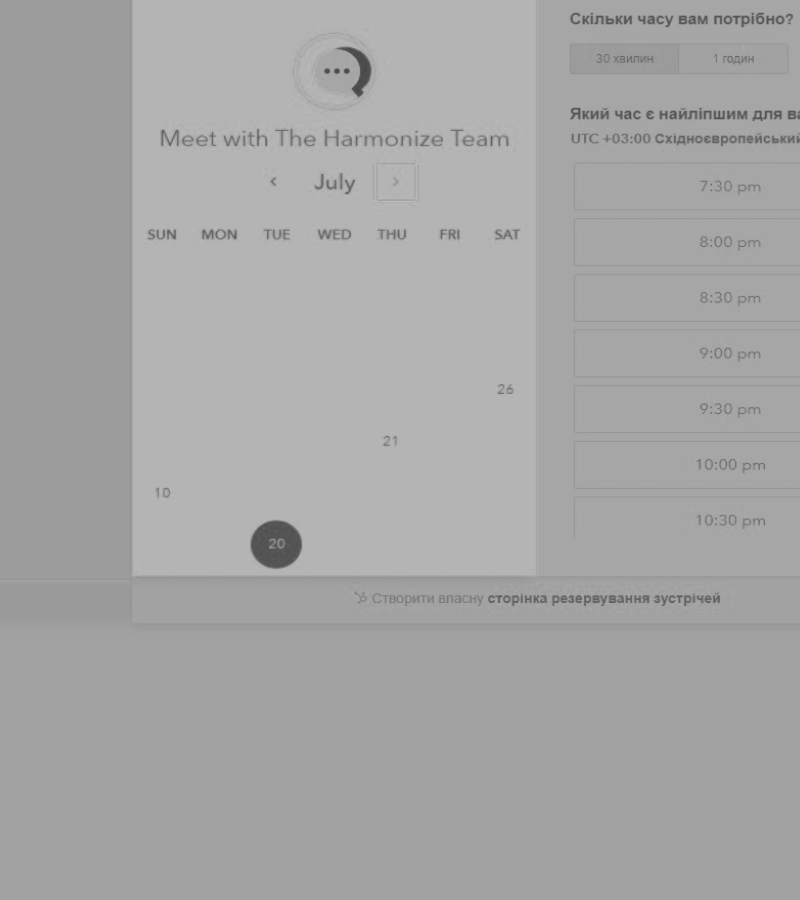 Meet with The Harmonize Team
July
SUN MON TUE WED THU FRI SAT
26
21
10
20
Скільки часу вам потрібно?
30 хвилин 1 годин
Який час є найліпшим для ва
UTC +03:00 Східноєвропейський
7:30 pm
8:00 pm
8:30 pm
9:00 pm
9:30 pm
10:00 pm
10:30 pm
Створити власну сторінка резервування зустрічей